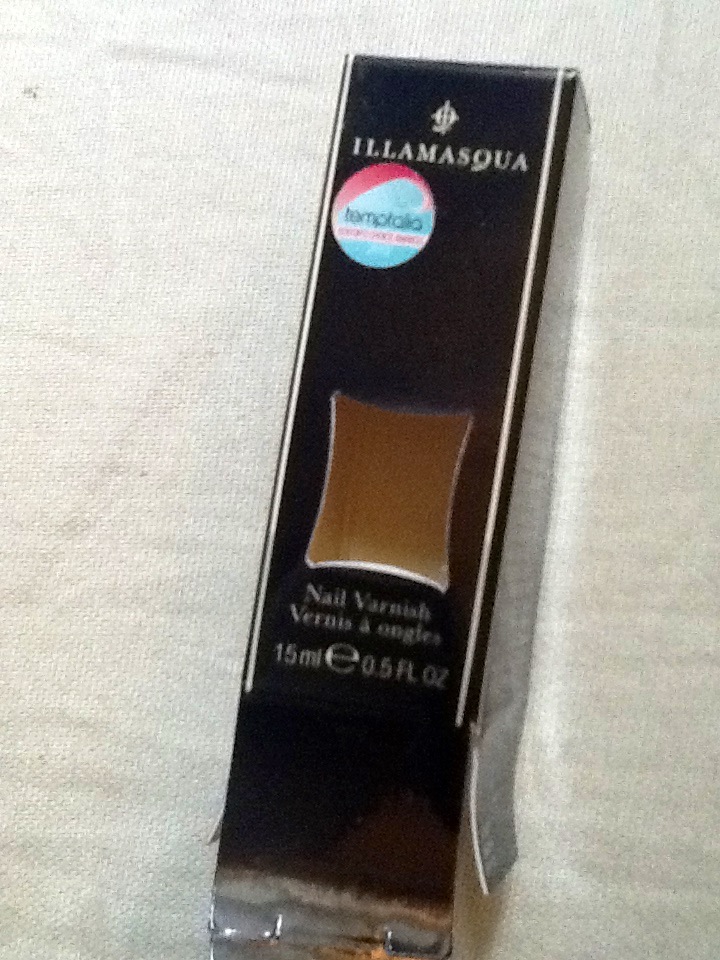 ILLAMASQUA
temptalia
Nail Varnish
Vernis à ongles
15ml ℮ 0.5 FL OZ